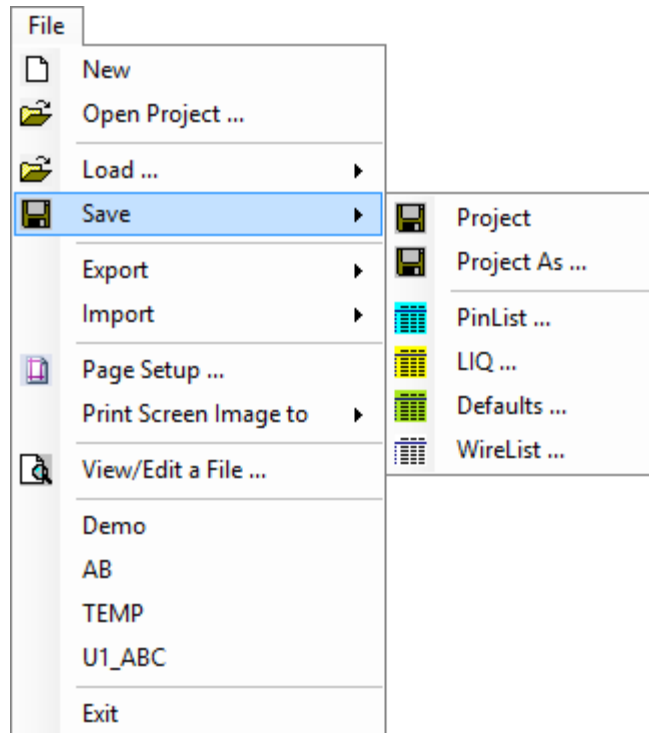 File
New
Open Project ...
Load ...
Save
Project
Project As ...
Export
Import
PinList ...
LIQ ...
Defaults ...
WireList ...
Page Setup ...
Print Screen Image to
View/Edit a File ...
Demo
AB
TEMP
U1_ABC
Exit